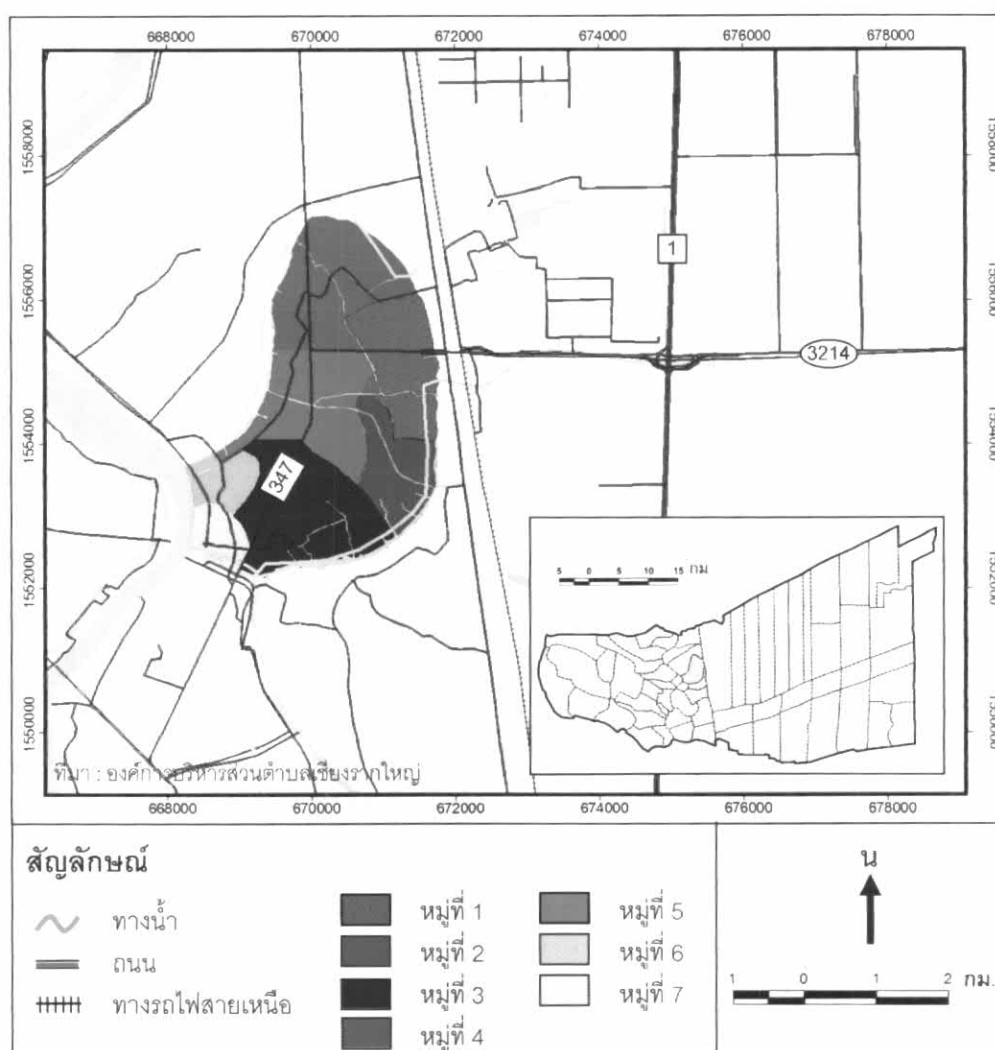 668000 670000 672000 674000 676000 678000
1558000 1558000
1556000 1556000
1
3214
1554000 1554000
347
5 0 5 10 15 กม
1552000 1552000
1550000 1550000
ที่มา : องค์การบริหารส่วนตำบลเชียงรากใหญ่
668000 670000 672000 674000 676000 678000
สัญลักษณ์
ทางน้ำ
ถนน
ทางรถไฟสายเหนือ
หมู่ที่ 1
หมู่ที่ 2
หมู่ที่ 3
หมู่ที่ 4
หมู่ที่ 5
หมู่ที่ 6
หมู่ที่ 7
น
1 0 1 2 กม.